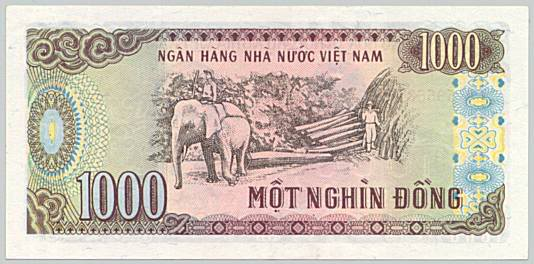 NGÂN HÀNG NHÀ NƯỚC VIỆT NAM
1000
1000
MỘT NGHÌN ĐỒNG